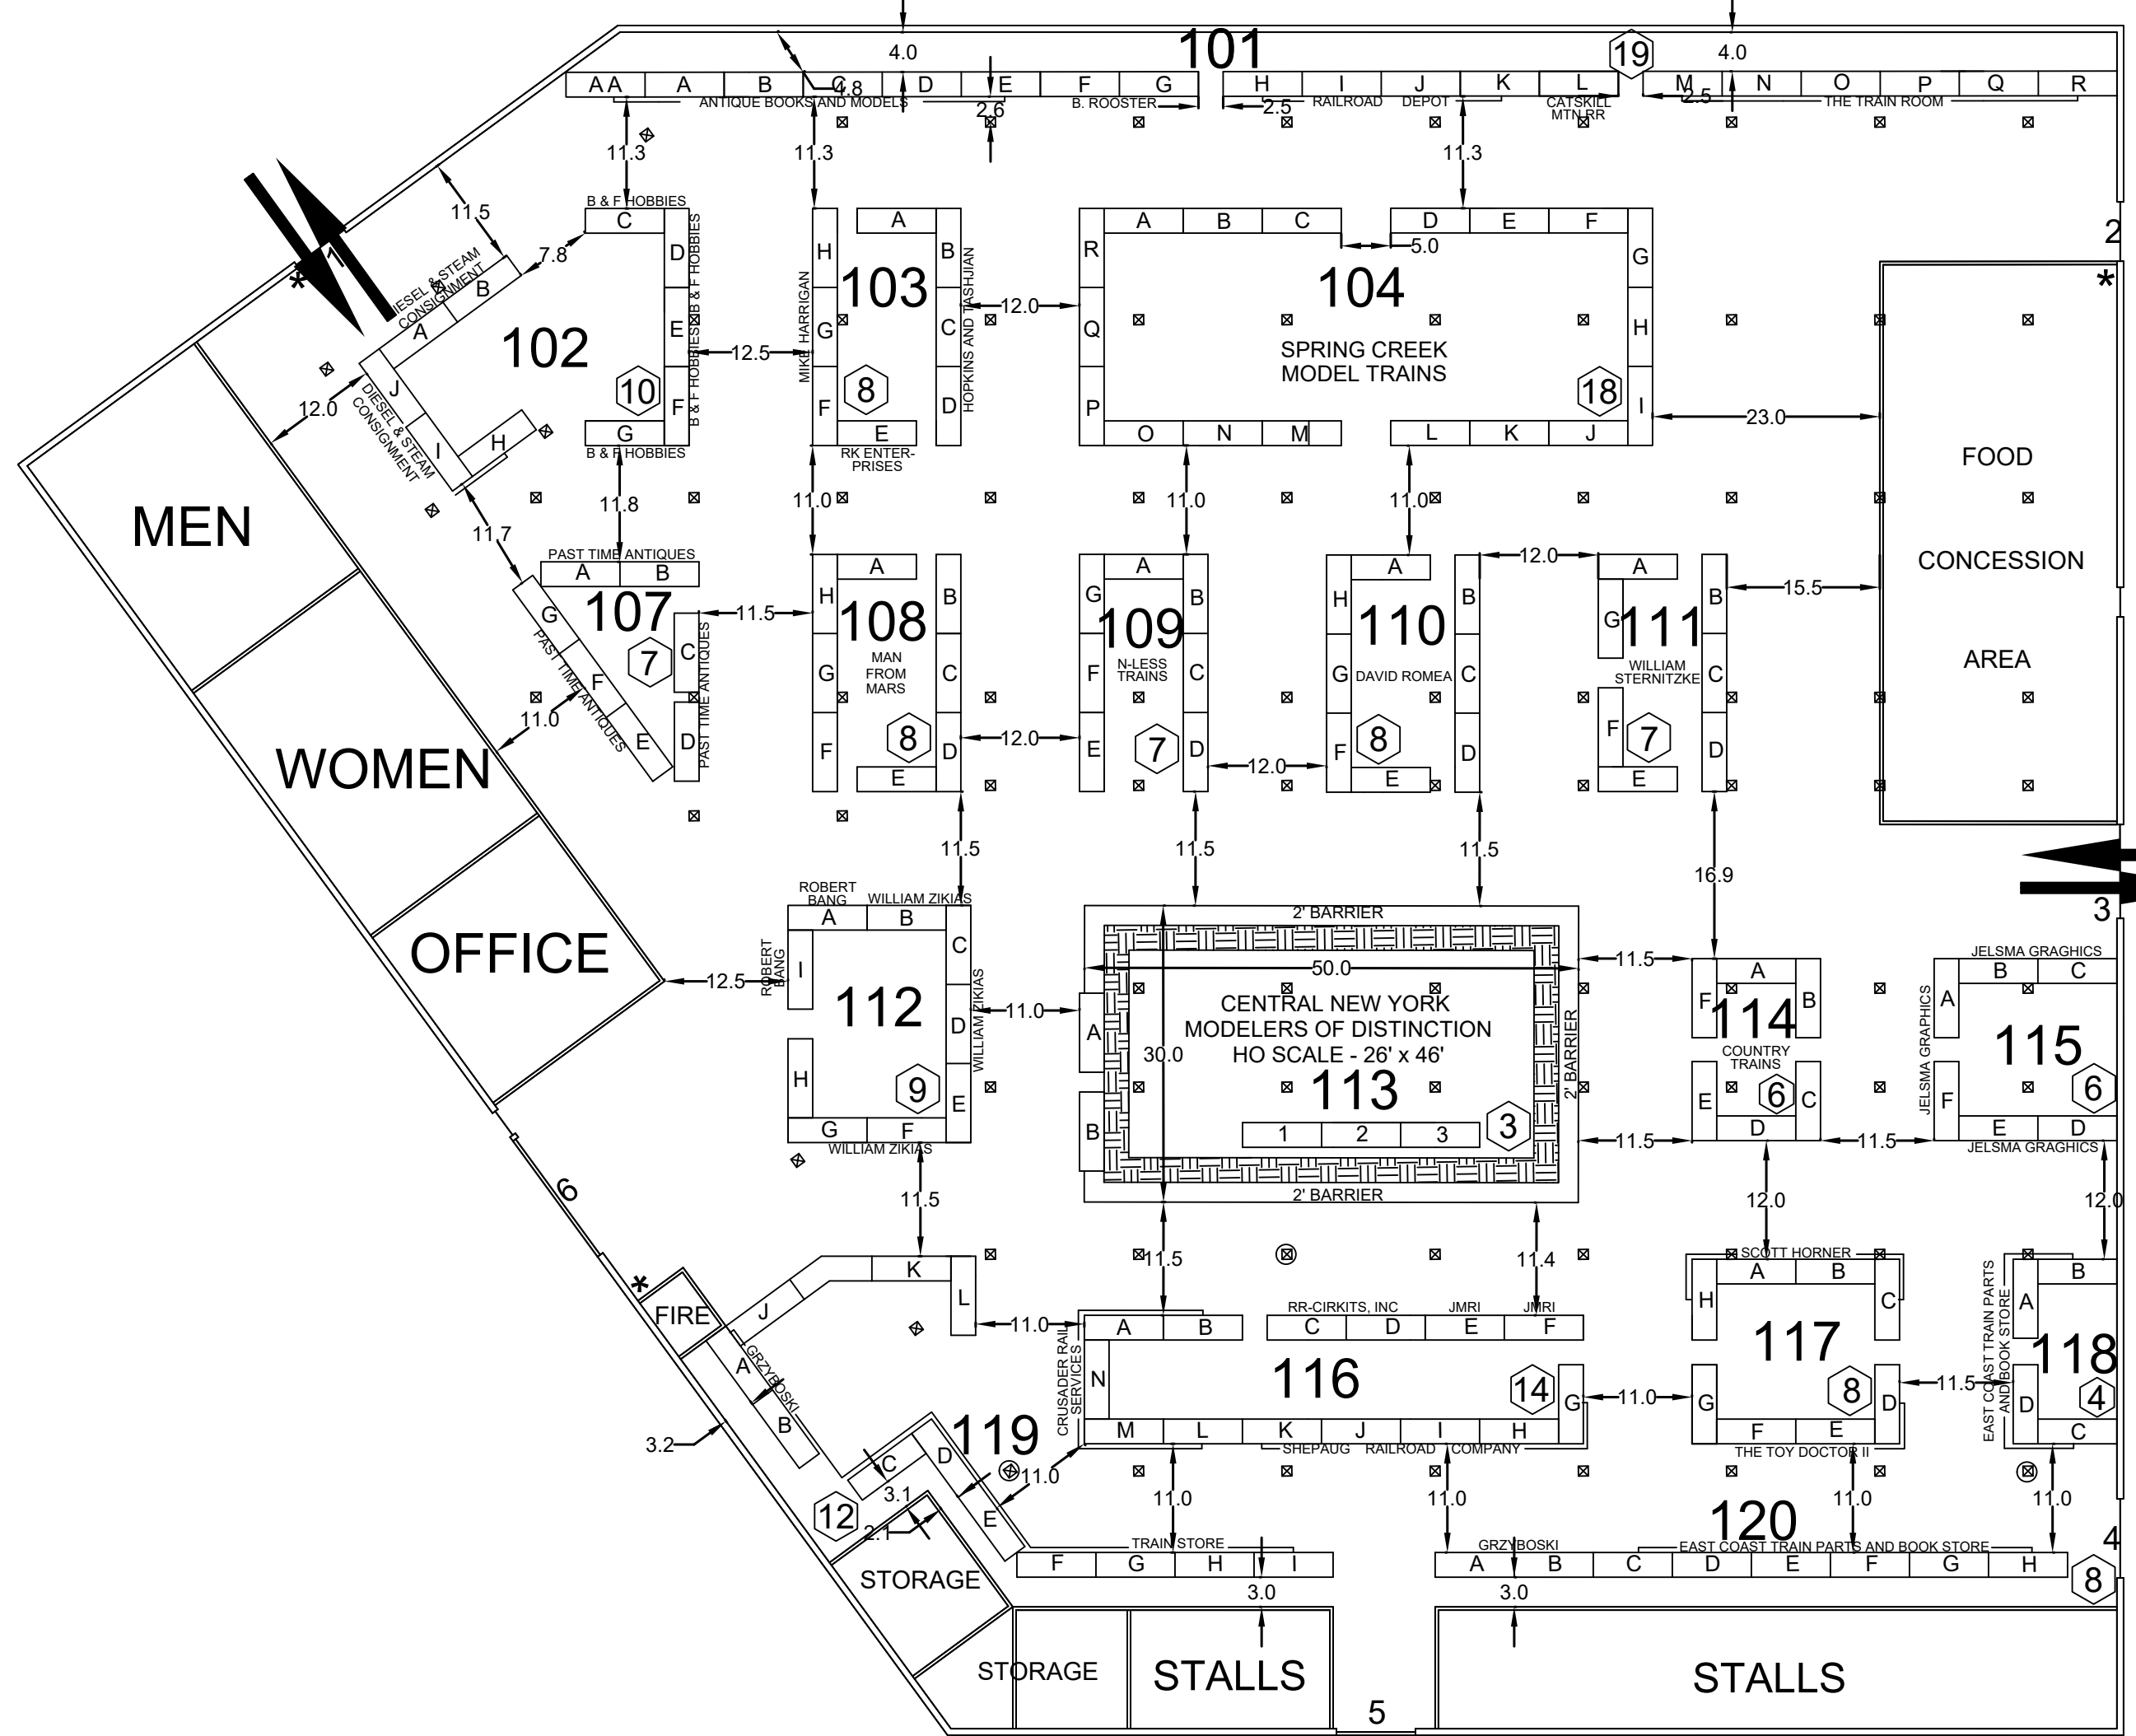 101
4.0
19
4.0
AA A B C D E F G
H I J K L
M N O P Q R
4.8
2.6
2.5
2.5
ANTIQUE BOOKS AND MODELS
B. ROOSTER
RAILROAD DEPOT
CATSKILL
MTN RR
THE TRAIN ROOM
11.3
11.3
11.3
1
2
*
*
11.5
7.8
B & F HOBBIES
C
D
E
F
G
B & F HOBBIES
B & F HOBBIES
B & F HOBBIES
B & F HOBBIES
DIESEL & STEAM
CONSIGNMENT
A B
J
I
H
DIESEL & STEAM
CONSIGNMENT
102
10
12.0
12.5
11.7
11.8
MIKE HARRIGAN
H
G
F
A
B
C
D
E
103
8
RK ENTER-
PRISES
HOPKINS AND TASHJIAN
12.0
R
Q
P
A B C
D E F
5.0
104
SPRING CREEK
MODEL TRAINS
18
G
H
I
O N M
L K J
23.0
11.0
11.0
11.0
FOOD
CONCESSION
AREA
MEN
WOMEN
OFFICE
PAST TIME ANTIQUES
A B
107
7
G
F
E
C
D
PAST TIME ANTIQUES
PAST TIME ANTIQUES
11.0
11.5
H
G
F
A
B
C
D
E
108
MAN
FROM
MARS
8
12.0
G
F
E
A
B
C
D
109
N-LESS
TRAINS
7
12.0
H
G
F
A
B
C
D
E
110
DAVID ROMEA
8
12.0
A
G
F
E
B
C
D
111
WILLIAM
STERNITZKE
7
15.5
11.5
11.5
11.5
16.9
3
ROBERT
BANG
WILLIAM ZIKIAS
A B
C
D
E
F
G
H
I
ROBERT
BANG
112
9
WILLIAM ZIKIAS
WILLIAM ZIKIAS
12.5
11.0
11.5
2' BARRIER
50.0
30.0
A
B
CENTRAL NEW YORK
MODELERS OF DISTINCTION
HO SCALE - 26' x 46'
113
1 2 3
3
2' BARRIER
2' BARRIER
11.5
11.5
F
A
B
E
D
C
114
COUNTRY
TRAINS
6
11.5
12.0
JELSMA GRAGHICS
A
B C
F
E D
115
6
JELSMA GRAPHICS
JELSMA GRAGHICS
12.0
6
*
FIRE
J
K
L
11.0
11.5
11.4
A
B
GRZYBOSKI
3.2
119
C
D
E
12
3.1
2.1
11.0
STORAGE
STORAGE
CRUSADER RAIL
SERVICES
A B
RR-CIRKITS, INC
JMRI
JMRI
C D E F
N
116
14
G
M L K J I H
SHEPAUG RAILROAD COMPANY
11.0
SCOTT HORNER
A B
H
C
G
D
F E
117
8
THE TOY DOCTOR II
11.5
EAST COAST TRAIN PARTS
AND BOOK STORE
A
B
D
C
118
4
11.0
11.0
11.0
11.0
TRAIN STORE
F G H I
3.0
120
GRZYBOSKI
EAST COAST TRAIN PARTS AND BOOK STORE
A B C D E F G H
3.0
4
8
STALLS
STALLS
5